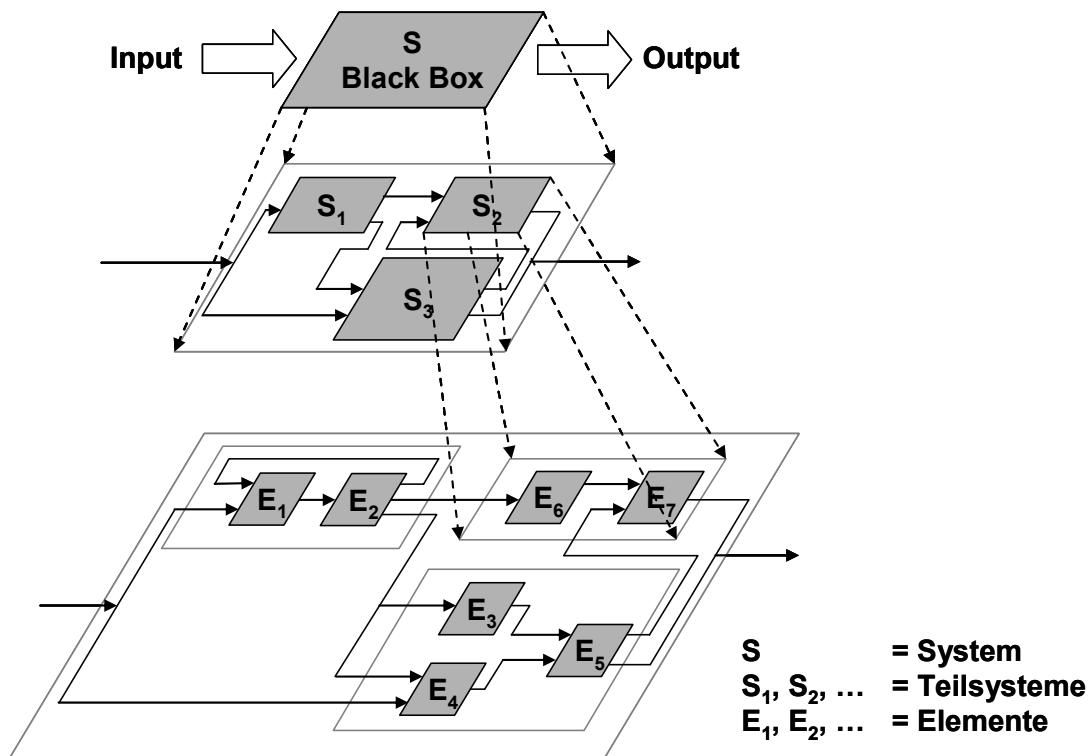 Input
S
Black Box
Output
S₁
S₂
S₃
E₁
E₂
E₆
E₇
E₃
E₅
E₄
S = System
S₁, S₂, … = Teilsysteme
E₁, E₂, … = Elemente